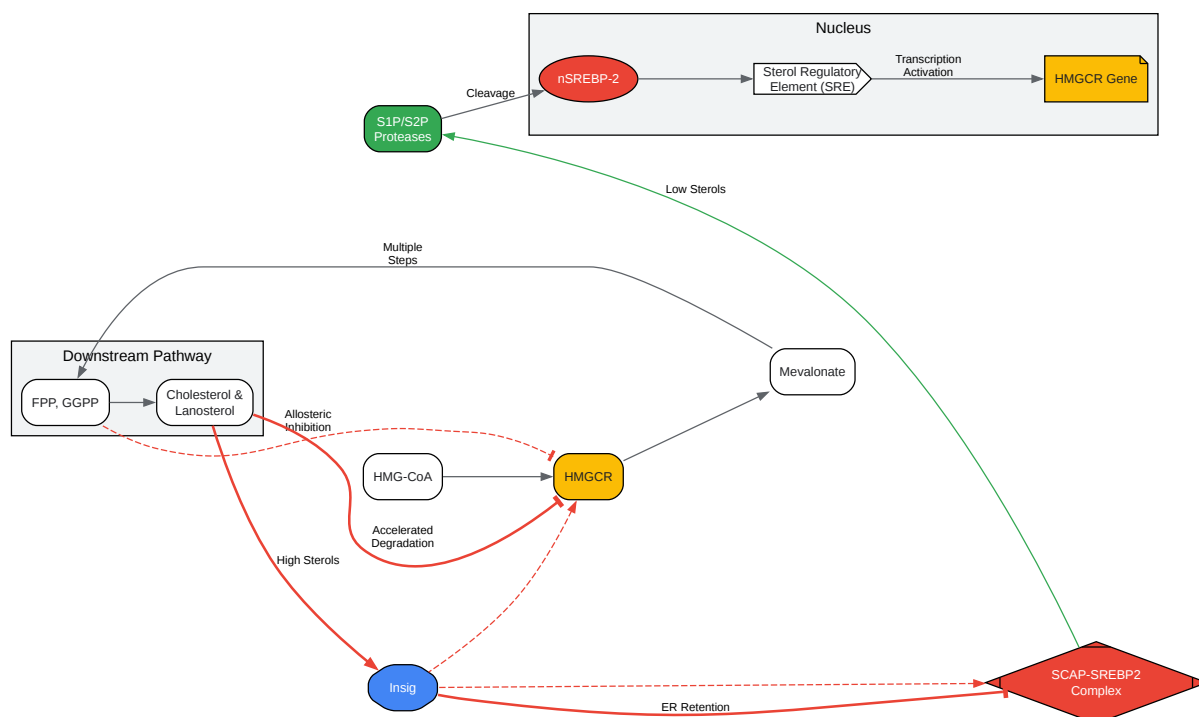 Nucleus
nSREBP-2
Sterol Regulatory
Element (SRE)
Transcription
Activation
HMGCR Gene
Cleavage
S1P/S2P
Proteases
Low Sterols
Multiple
Steps
Downstream Pathway
FPP, GGPP
Cholesterol &
Lanosterol
Mevalonate
Allosteric
Inhibition
HMG-CoA
HMGCR
Accelerated
Degradation
High Sterols
Insig
ER Retention
SCAP-SREBP2
Complex